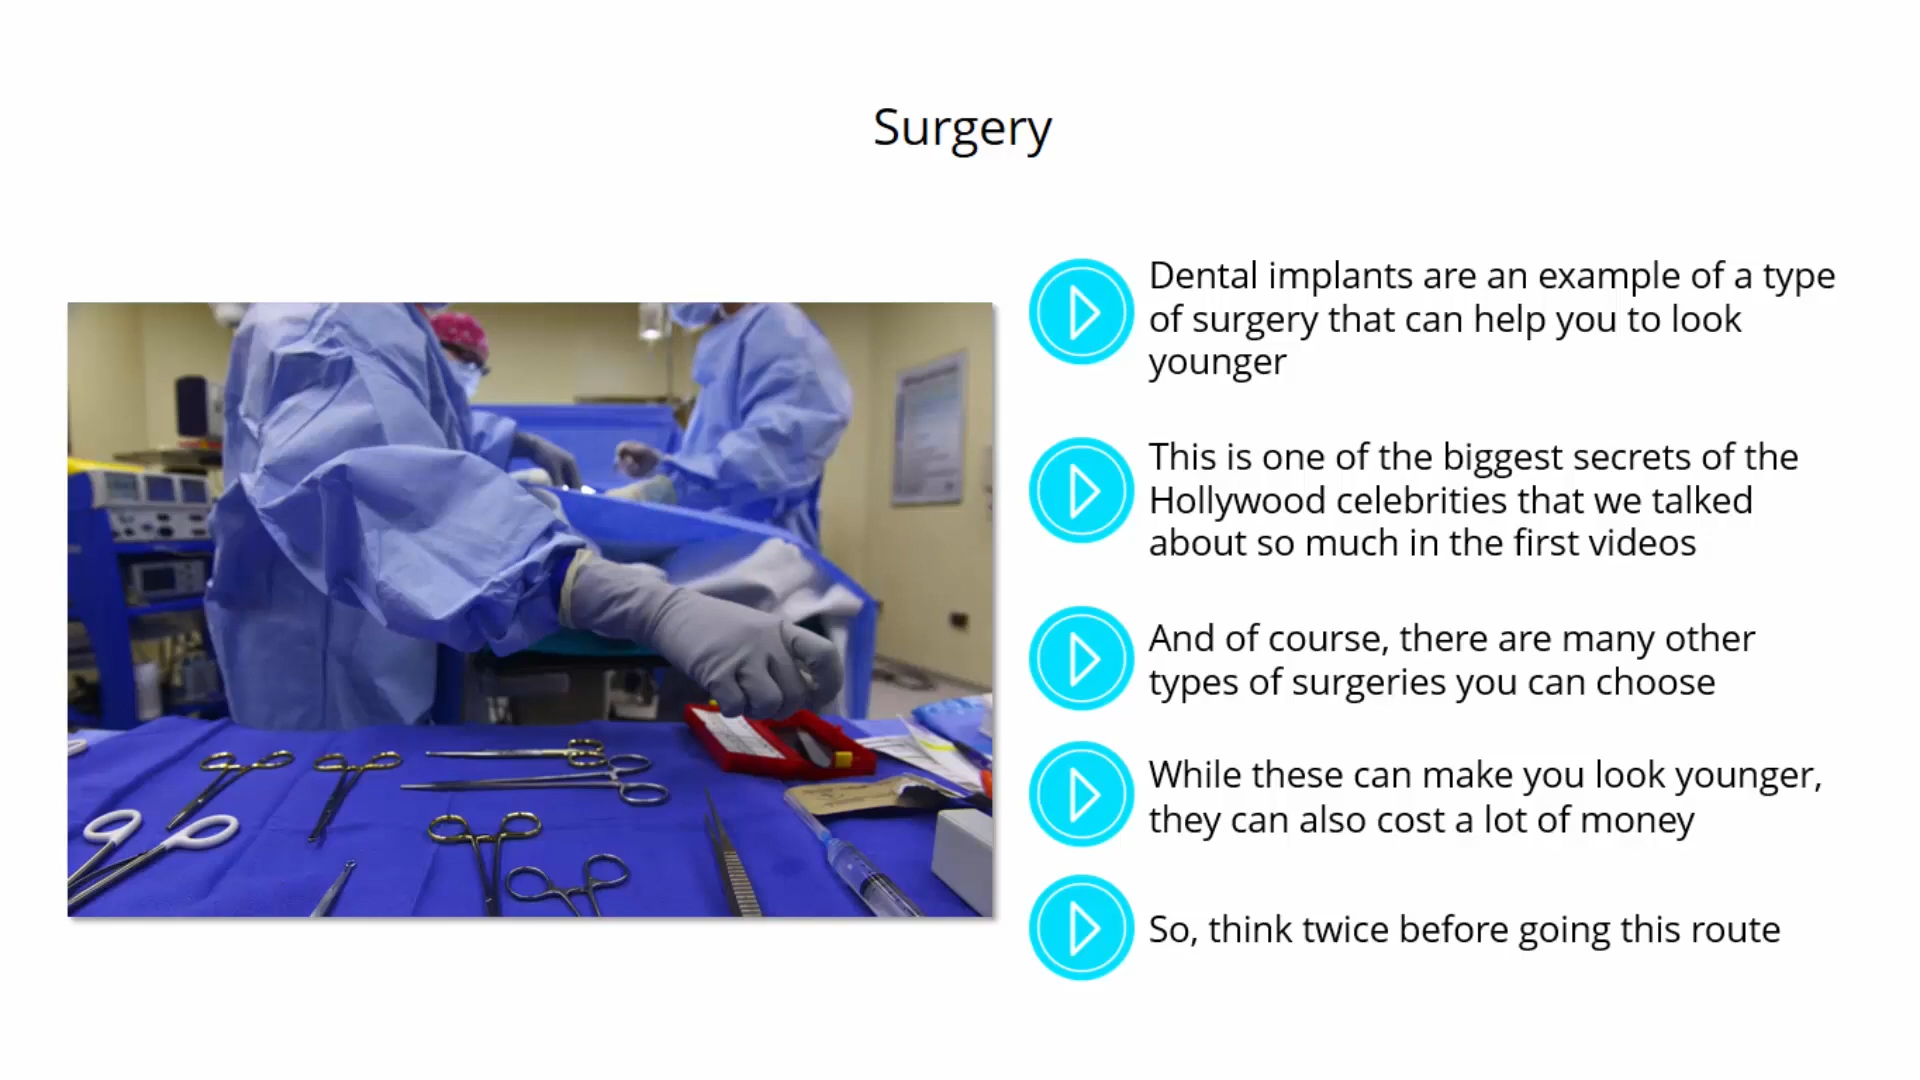 Surgery
Dental implants are an example of a type
of surgery that can help you to look
younger
This is one of the biggest secrets of the
Hollywood celebrities that we talked
about so much in the first videos
And of course, there are many other
types of surgeries you can choose
While these can make you look younger,
they can also cost a lot of money
So, think twice before going this route